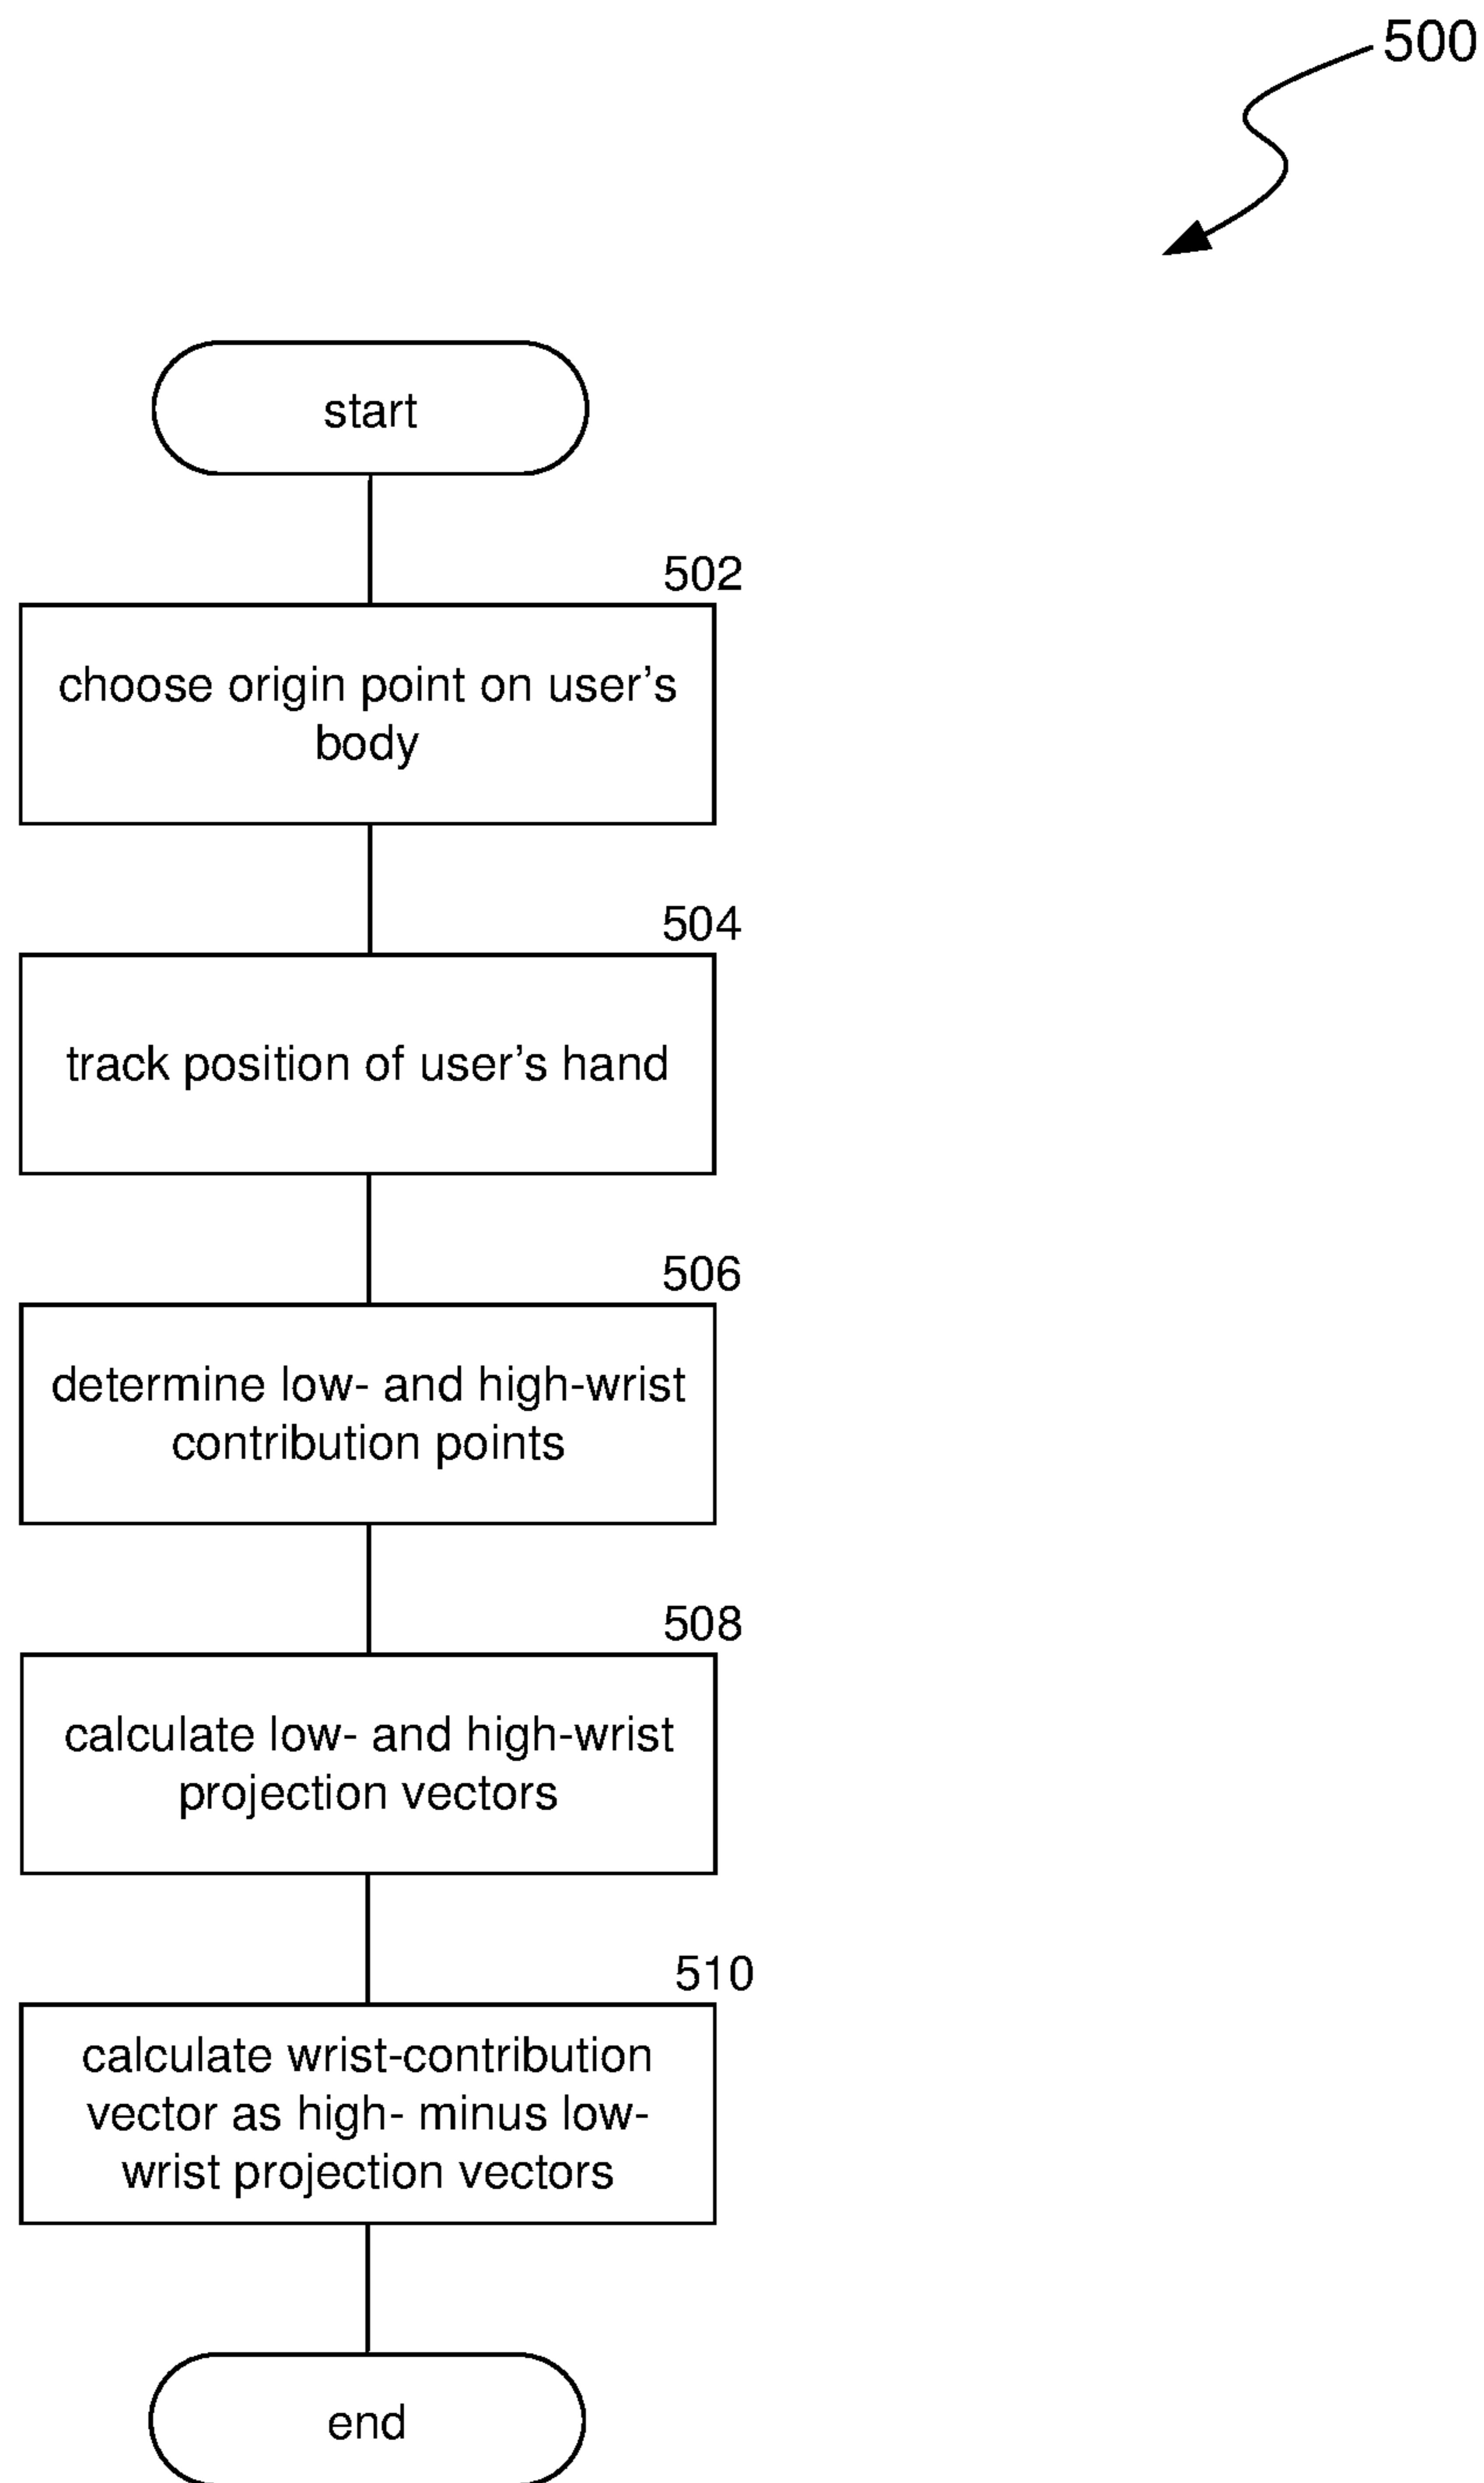 500
start
502
choose origin point on user's
body
504
track position of user's hand
506
determine low- and high-wrist
contribution points
508
calculate low- and high-wrist
projection vectors
510
calculate wrist-contribution
vector as high- minus low-
wrist projection vectors
end